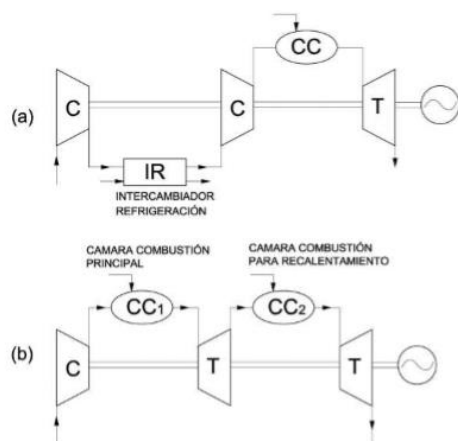 (a)
C
C
CC
T
IR
INTERCAMBIADOR
REFRIGERACIÓN
CAMARA COMBUSTIÓN
PRINCIPAL
CAMARA COMBUSTIÓN
PARA RECALENTAMIENTO
(b)
CC1
CC2
C
T
T